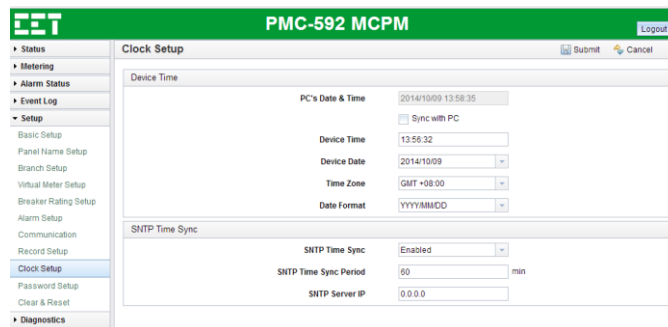 CET PMC-592 MCPM Logout
Status
Metering
Alarm Status
Event Log
Setup
Basic Setup
Panel Name Setup
Branch Setup
Virtual Meter Setup
Breaker Rating Setup
Alarm Setup
Communication
Record Setup
Clock Setup
Password Setup
Clear & Reset
Diagnostics
Clock Setup Submit Cancel
Device Time
PC's Date & Time 2014/10/09 13:58:35
Sync with PC
Device Time 13:56:32
Device Date 2014/10/09
Time Zone GMT +08:00
Date Format YYYY/MM/DD
SNTP Time Sync
SNTP Time Sync Enabled
SNTP Time Sync Period 60 min
SNTP Server IP 0.0.0.0